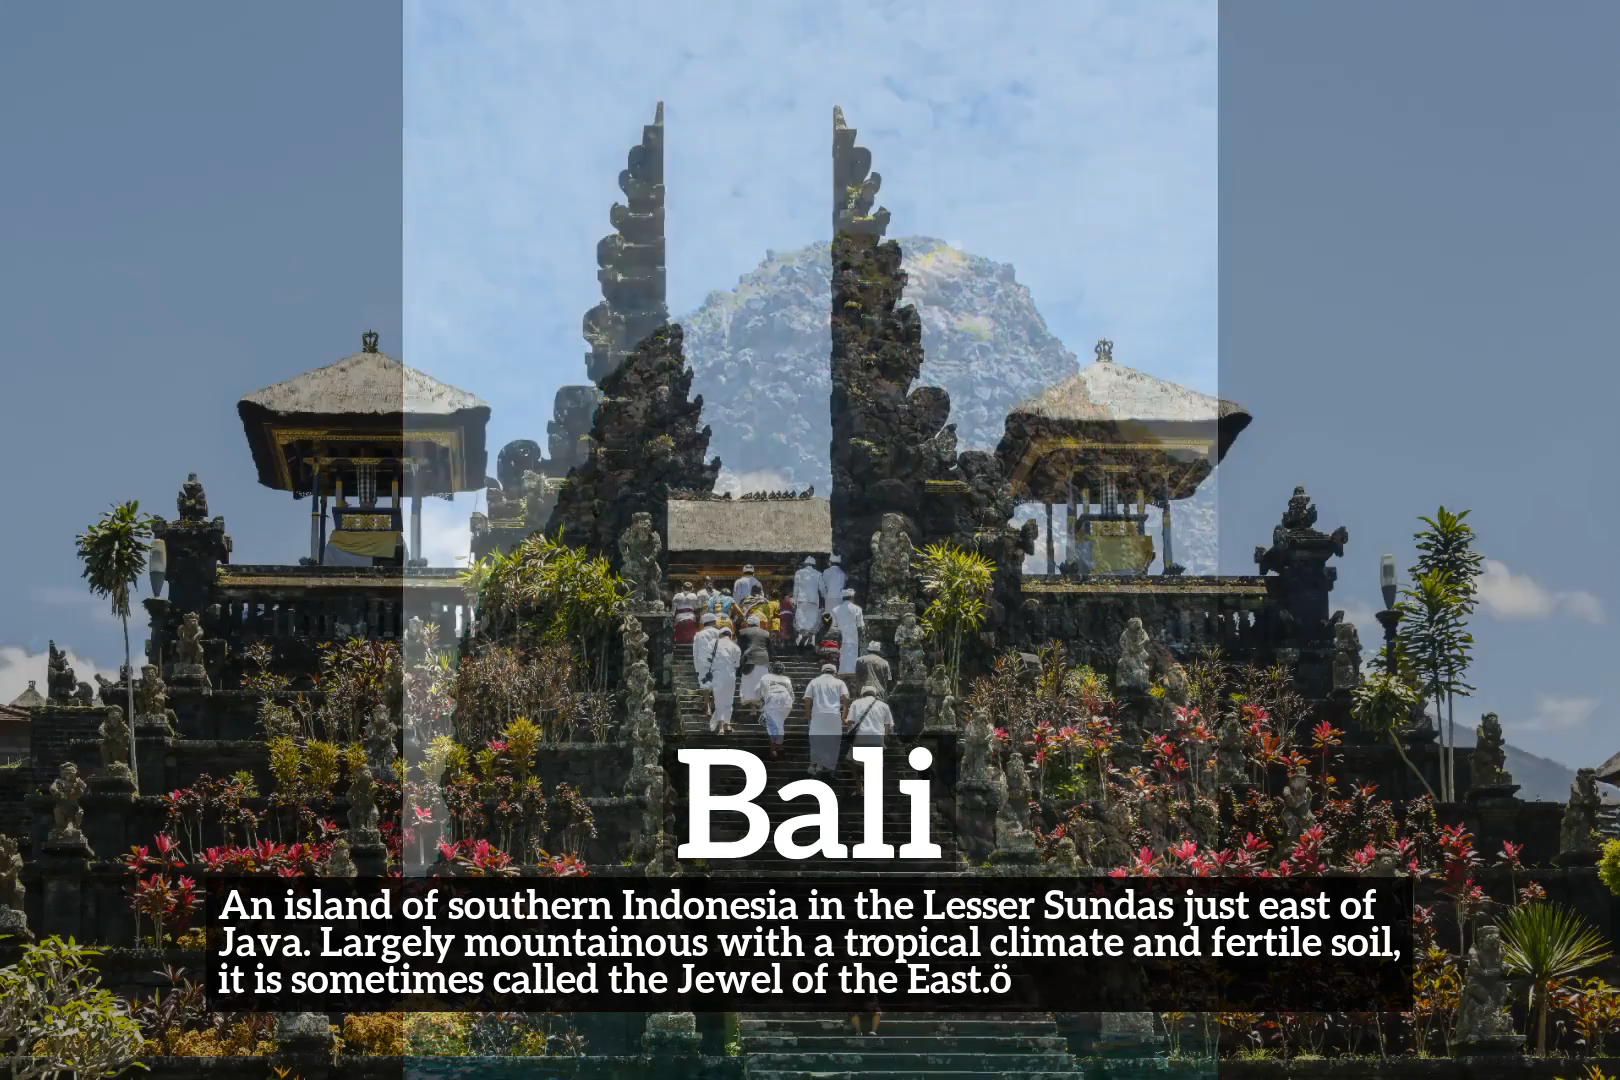 Bali
An island of southern Indonesia in the Lesser Sundas just east of
Java. Largely mountainous with a tropical climate and fertile soil,
it is sometimes called the Jewel of the East.ö